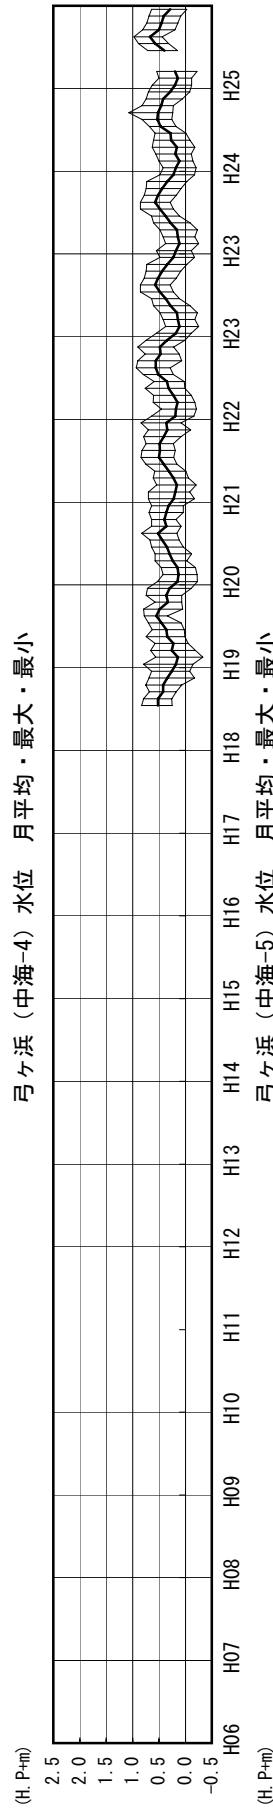 弓ヶ浜（中海-4）水位　月平均・最大・最小
(H.P+m)
2.5
2.0
1.5
1.0
0.5
0.0
-0.5
H06
H07
H08
H09
H10
H11
H12
H13
H14
H15
H16
H17
H18
H19
H20
H21
H22
H23
H23
H24
H25
弓ヶ浜（中海-5）水位　月平均・最大・最小
(H.P+m)